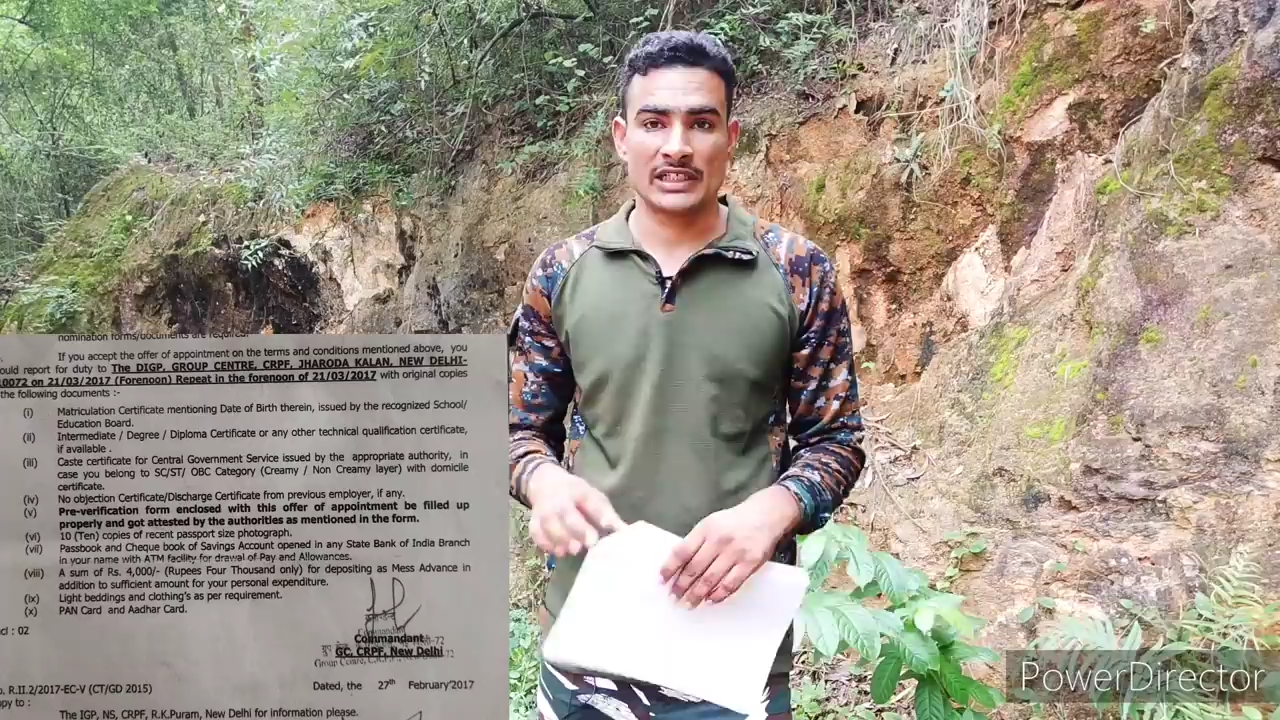 nomination forms/documents are required.
If you accept the offer of appointment on the terms and conditions mentioned above, you
ould report for duty to The DIGP, GROUP CENTRE, CRPF, JHARODA KALAN, NEW DELHI-
10072 on 21/03/2017 (Forenoon) Repeat in the forenoon of 21/03/2017 with original copies
the following documents :-
(i) Matriculation Certificate mentioning Date of Birth therein, issued by the recognized School/
Education Board.
(ii) Intermediate / Degree / Diploma Certificate or any other technical qualification certificate,
if available .
(iii) Caste certificate for Central Government Service issued by the appropriate authority, in
case you belong to SC/ST/ OBC Category (Creamy / Non Creamy layer) with domicile
certificate.
(iv) No objection Certificate/Discharge Certificate from previous employer, if any.
(v) Pre-verification form enclosed with this offer of appointment be filled up
properly and got attested by the authorities as mentioned in the form.
(vi) 10 (Ten) copies of recent passport size photograph.
(vii) Passbook and Cheque book of Savings Account opened in any State Bank of India Branch
in your name with ATM facility for drawal of Pay and Allowances.
(viii) A sum of Rs. 4,000/- (Rupees Four Thousand only) for depositing as Mess Advance in
addition to sufficient amount for your personal expenditure.
(ix) Light beddings and clothing's as per requirement.
(x) PAN Card and Aadhar Card.
cl : 02
Commandant
GC, CRPF, New Delhi
Group Centre,
. R.II.2/2017-EC-V (CT/GD 2015)
Dated, the 27th February'2017
py to :
The IGP, NS, CRPF, R.K.Puram, New Delhi for information please.
PowerDirector